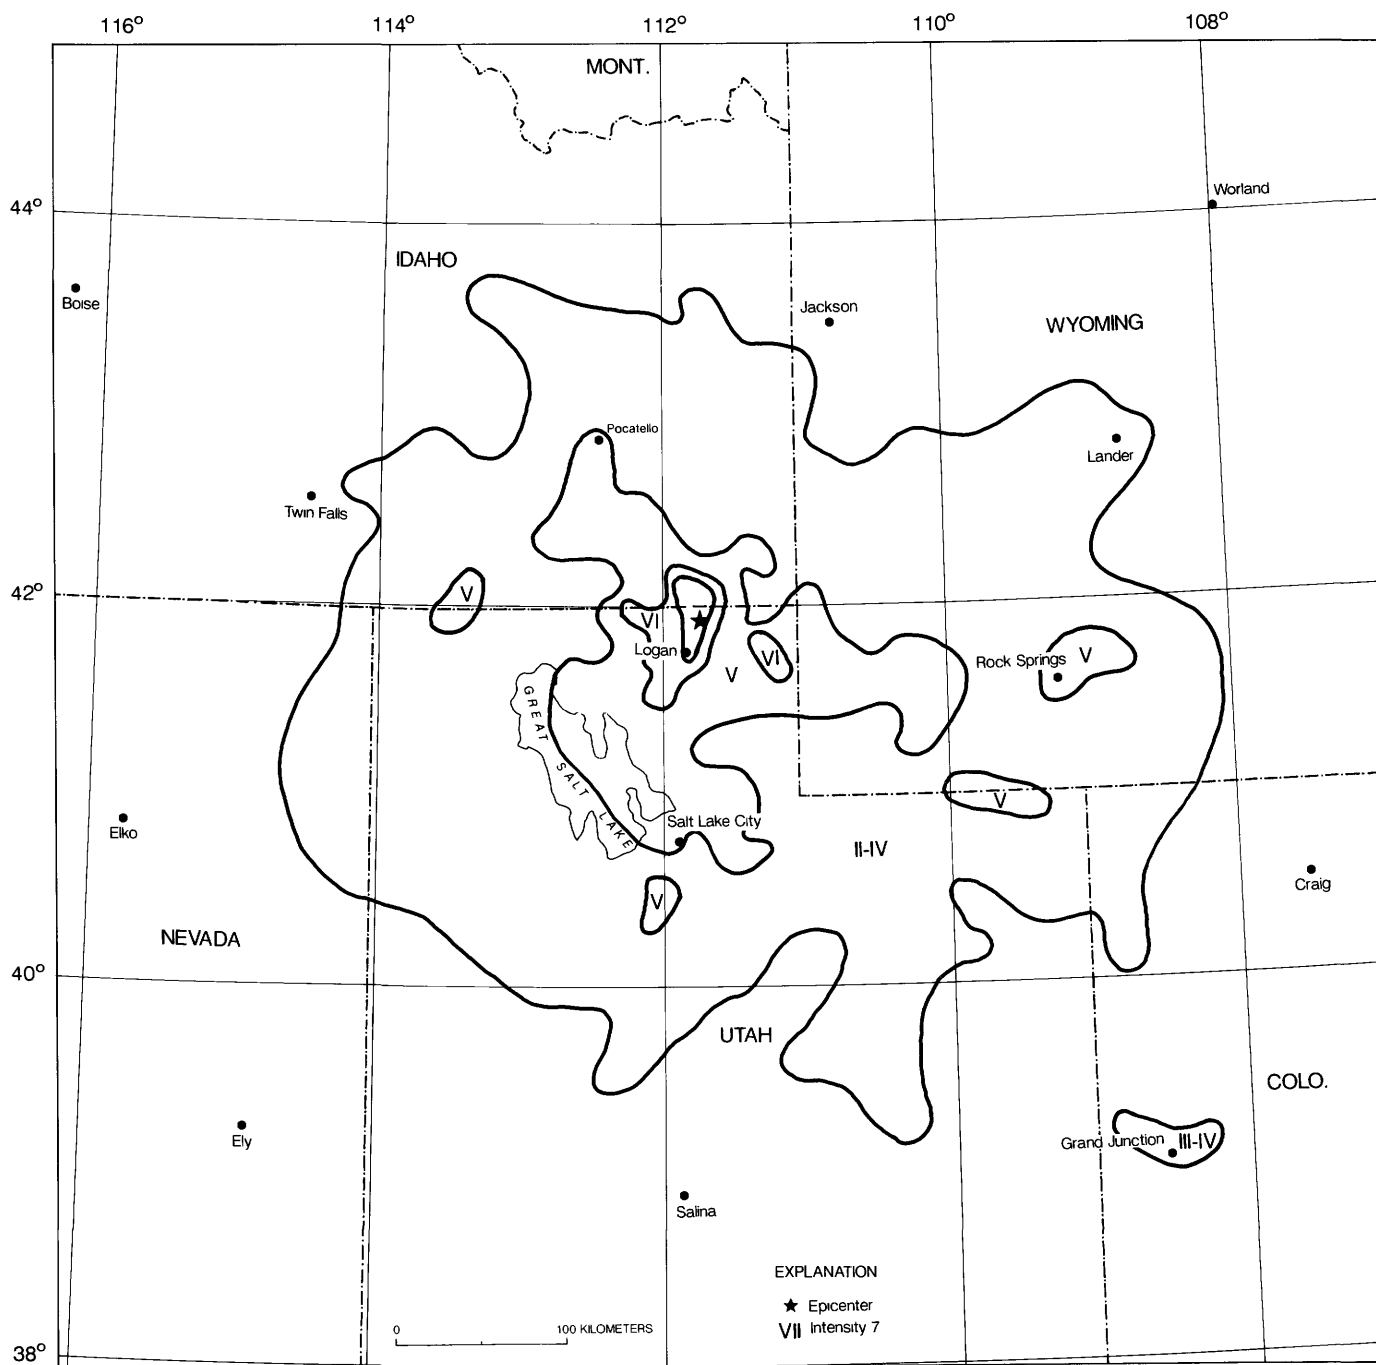 116° 114° 112° 110° 108°
MONT.
44°
Worland
IDAHO
Boise
Jackson
WYOMING
Pocatello
Lander
Twin Falls
42°
V
VI
Logan
VI
V
Rock Springs
V
GREAT SALT LAKE
V
Salt Lake City
Elko
II-IV
Craig
V
NEVADA
40°
UTAH
COLO.
Ely
Grand Junction
III-IV
Salina
EXPLANATION
Epicenter
VII Intensity 7
0 100 KILOMETERS
38°